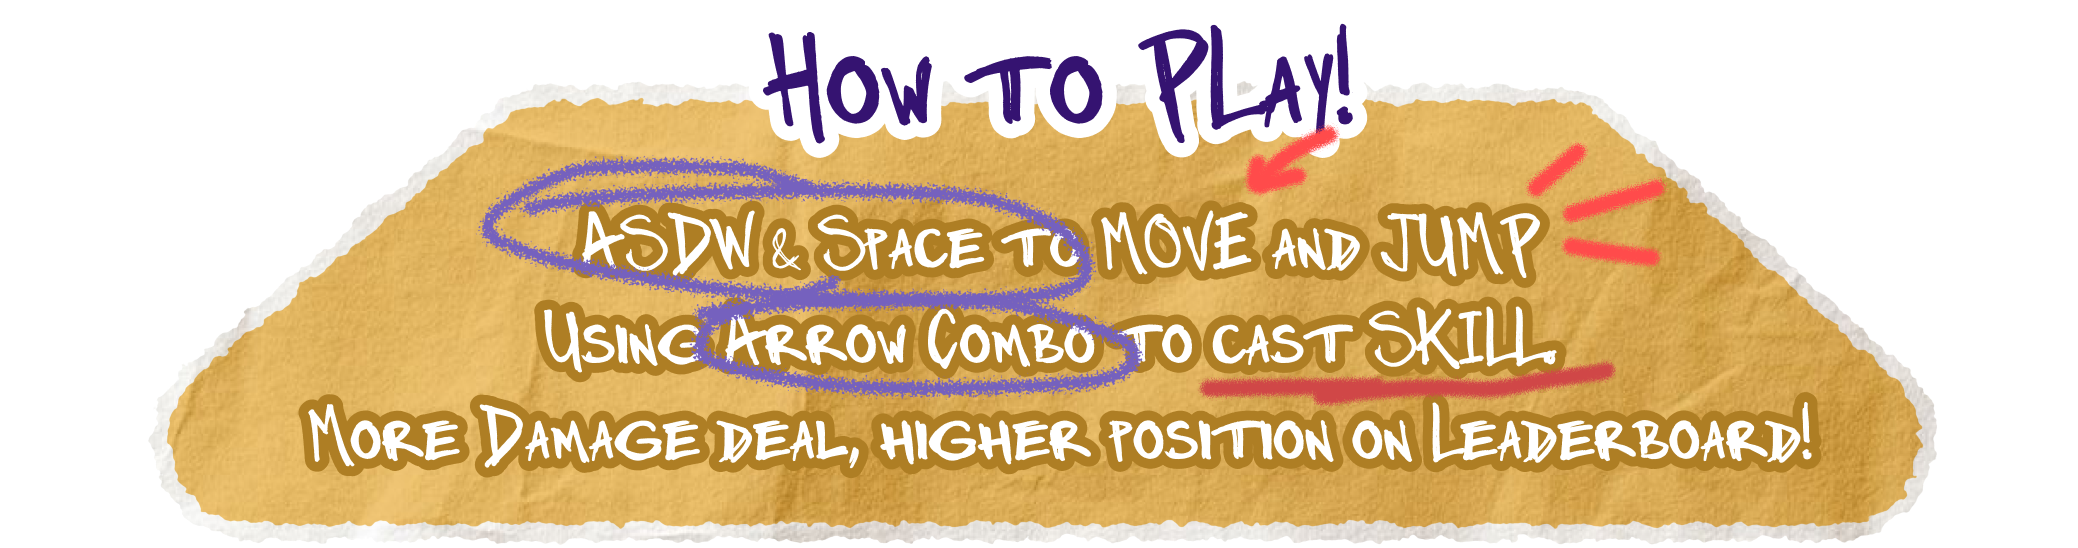 How to Play!
ASDW & Space to MOVE and JUMP
Using Arrow Combo to cast SKILL.
More Damage deal, higher position on Leaderboard!